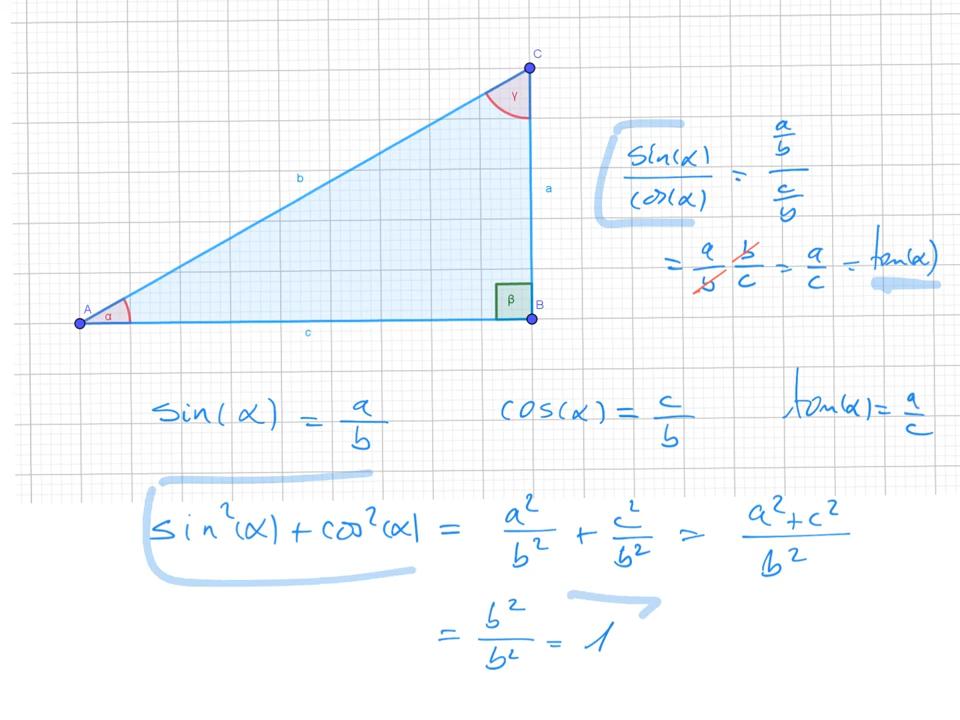 C
γ
b
a
A
α
β
B
c
sin(α)/cos(α) = (a/b)/(c/b)
= a/b b/c = a/c = tan(α)
sin(α) = a/b
cos(α) = c/b
tan(α) = a/c
sin²(α) + cos²(α) = a²/b² + c²/b² = (a²+c²)/b²
= b²/b² = 1